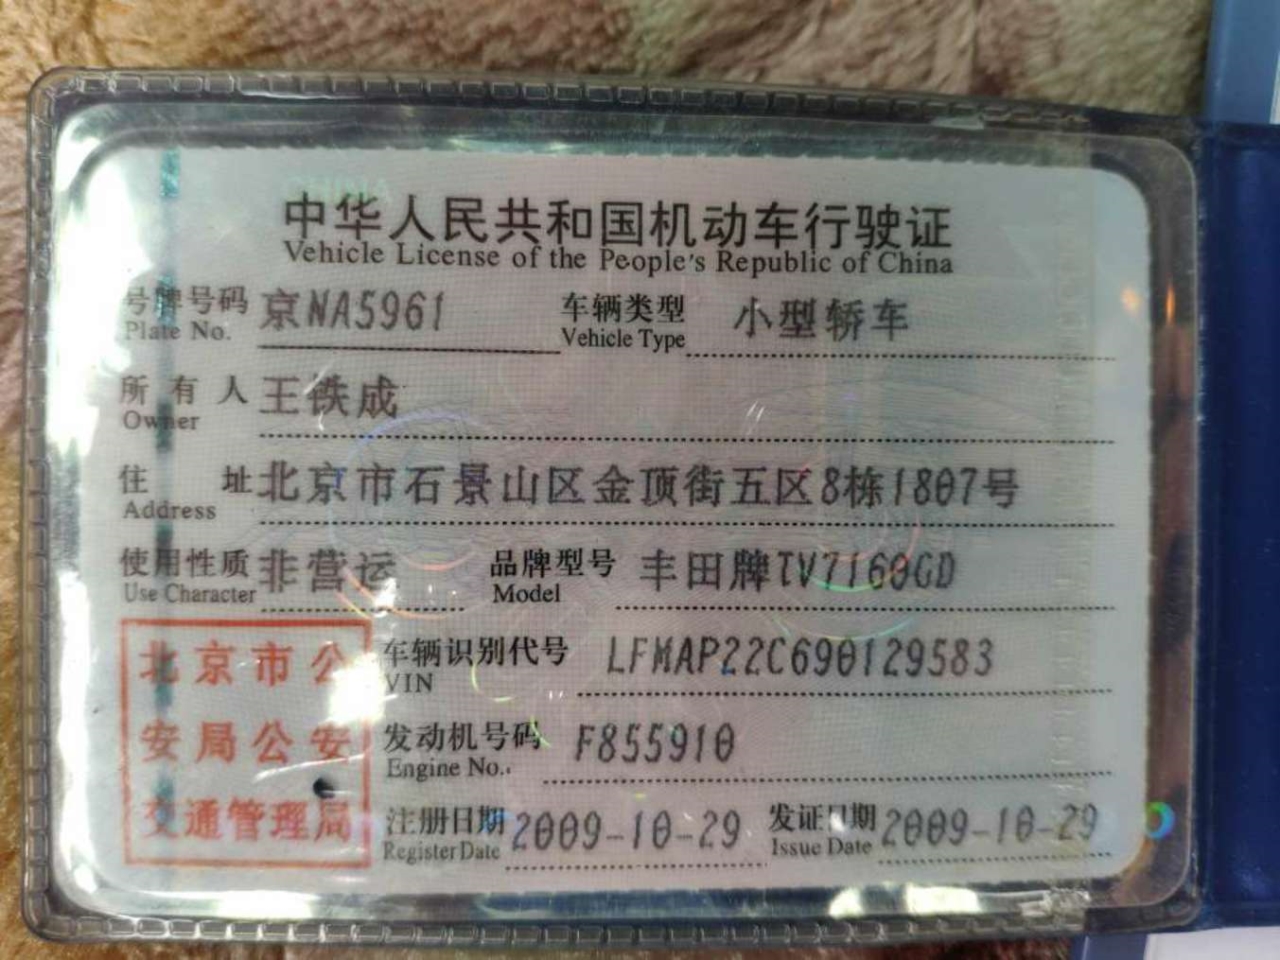 中华人民共和国机动车行驶证
Vehicle License of the People's Republic of China
号牌号码 京NA5961 车辆类型 小型轿车
Plate No. Vehicle Type
所有人 王铁成
Owner
住址 北京市石景山区金顶街五区8栋1807号
Address
使用性质 非营运 品牌型号 丰田牌TV7160GD
Use Character Model
北京市公 车辆识别代号 LFMAP22C690129583
VIN
安局公安 发动机号码 F855910
Engine No.
交通管理局 注册日期 2009-10-29 发证日期 2009-10-29
Register Date Issue Date